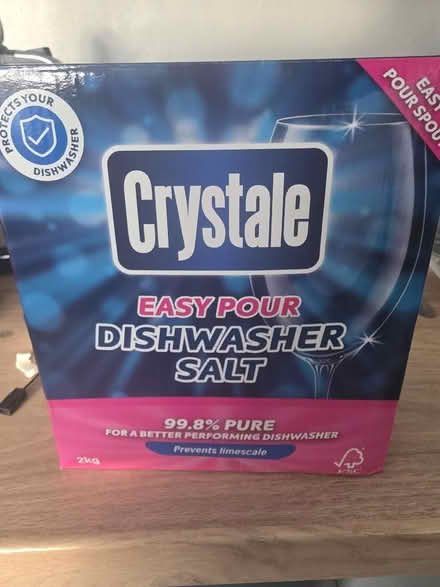 PROTECTS YOUR
DISHWASHER
EASY
POUR SPOUT
Crystale
EASY POUR
DISHWASHER
SALT
99.8% PURE
FOR A BETTER PERFORMING DISHWASHER
Prevents limescale
2kg
FSC